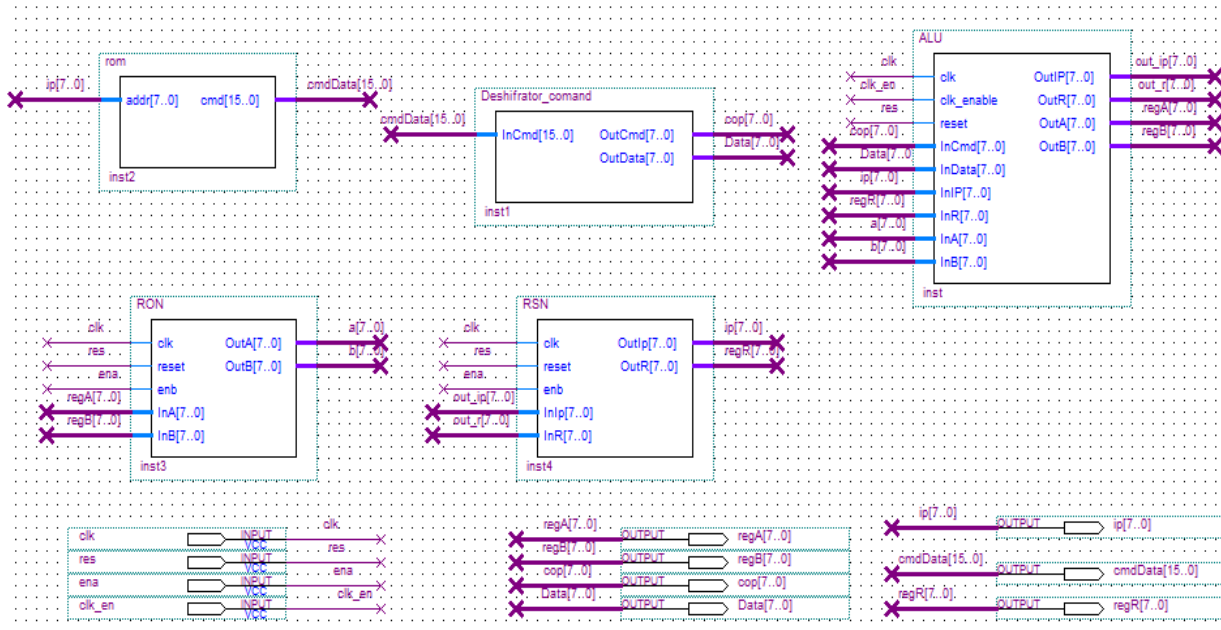 rom
ip[7..0]
addr[7..0]
cmd[15..0]
cmdData[15..0]
inst2
Deshifrator_comand
cmdData[15..0]
InCmd[15..0]
OutCmd[7..0]
OutData[7..0]
cop[7..0]
Data[7..0]
inst1
ALU
clk
clk_en
res
cop[7..0]
Data[7..0]
ip[7..0]
regR[7..0]
a[7..0]
b[7..0]
clk
clk_enable
reset
InCmd[7..0]
InData[7..0]
InIP[7..0]
InR[7..0]
InA[7..0]
InB[7..0]
OutIP[7..0]
OutR[7..0]
OutA[7..0]
OutB[7..0]
out_ip[7..0]
out_r[7..0]
regA[7..0]
regB[7..0]
inst
RON
clk
res
ena
regA[7..0]
regB[7..0]
clk
reset
enb
InA[7..0]
InB[7..0]
OutA[7..0]
OutB[7..0]
a[7..0]
b[7..0]
inst3
RSN
clk
res
ena
out_ip[7..0]
out_r[7..0]
clk
reset
enb
InIp[7..0]
InR[7..0]
OutIp[7..0]
OutR[7..0]
ip[7..0]
regR[7..0]
inst4
clk INPUT VCC clk
res INPUT VCC res
ena INPUT VCC ena
clk_en INPUT VCC clk_en
regA[7..0] OUTPUT regA[7..0]
regB[7..0] OUTPUT regB[7..0]
cop[7..0] OUTPUT cop[7..0]
Data[7..0] OUTPUT Data[7..0]
ip[7..0] OUTPUT ip[7..0]
cmdData[15..0] OUTPUT cmdData[15..0]
regR[7..0] OUTPUT regR[7..0]